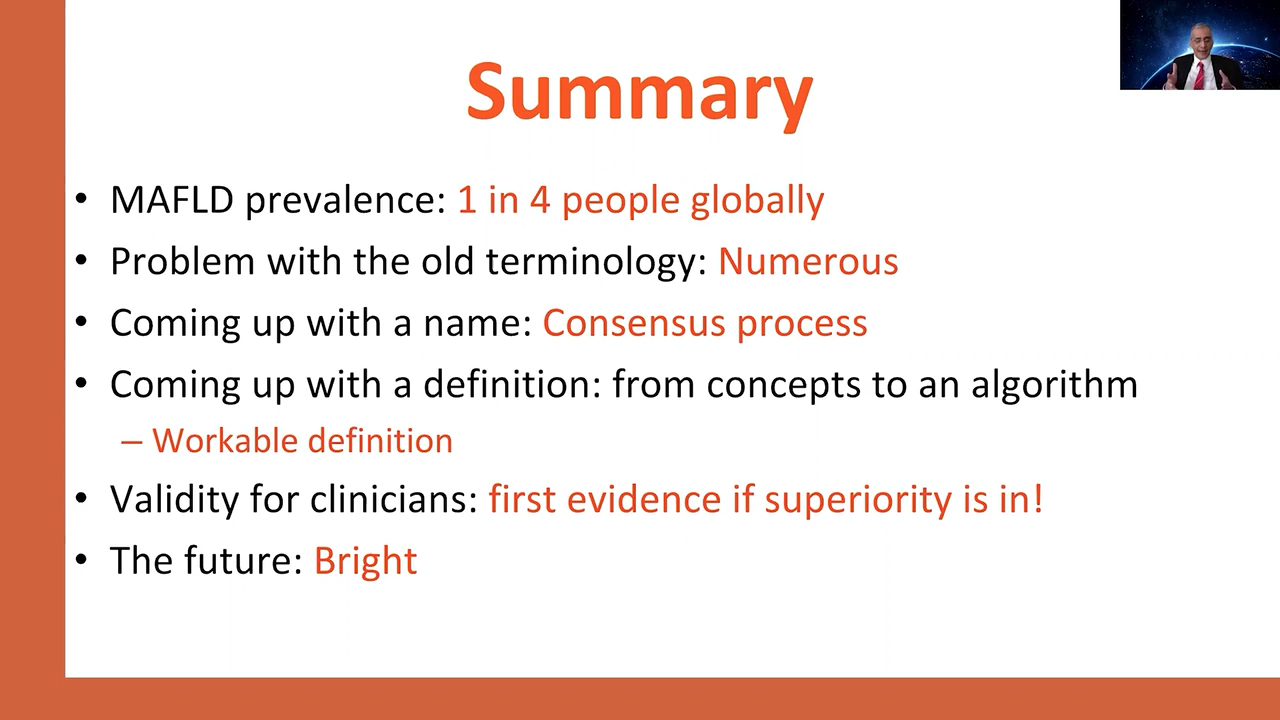 Summary
• MAFLD prevalence: 1 in 4 people globally
• Problem with the old terminology: Numerous
• Coming up with a name: Consensus process
• Coming up with a definition: from concepts to an algorithm
– Workable definition
• Validity for clinicians: first evidence if superiority is in!
• The future: Bright